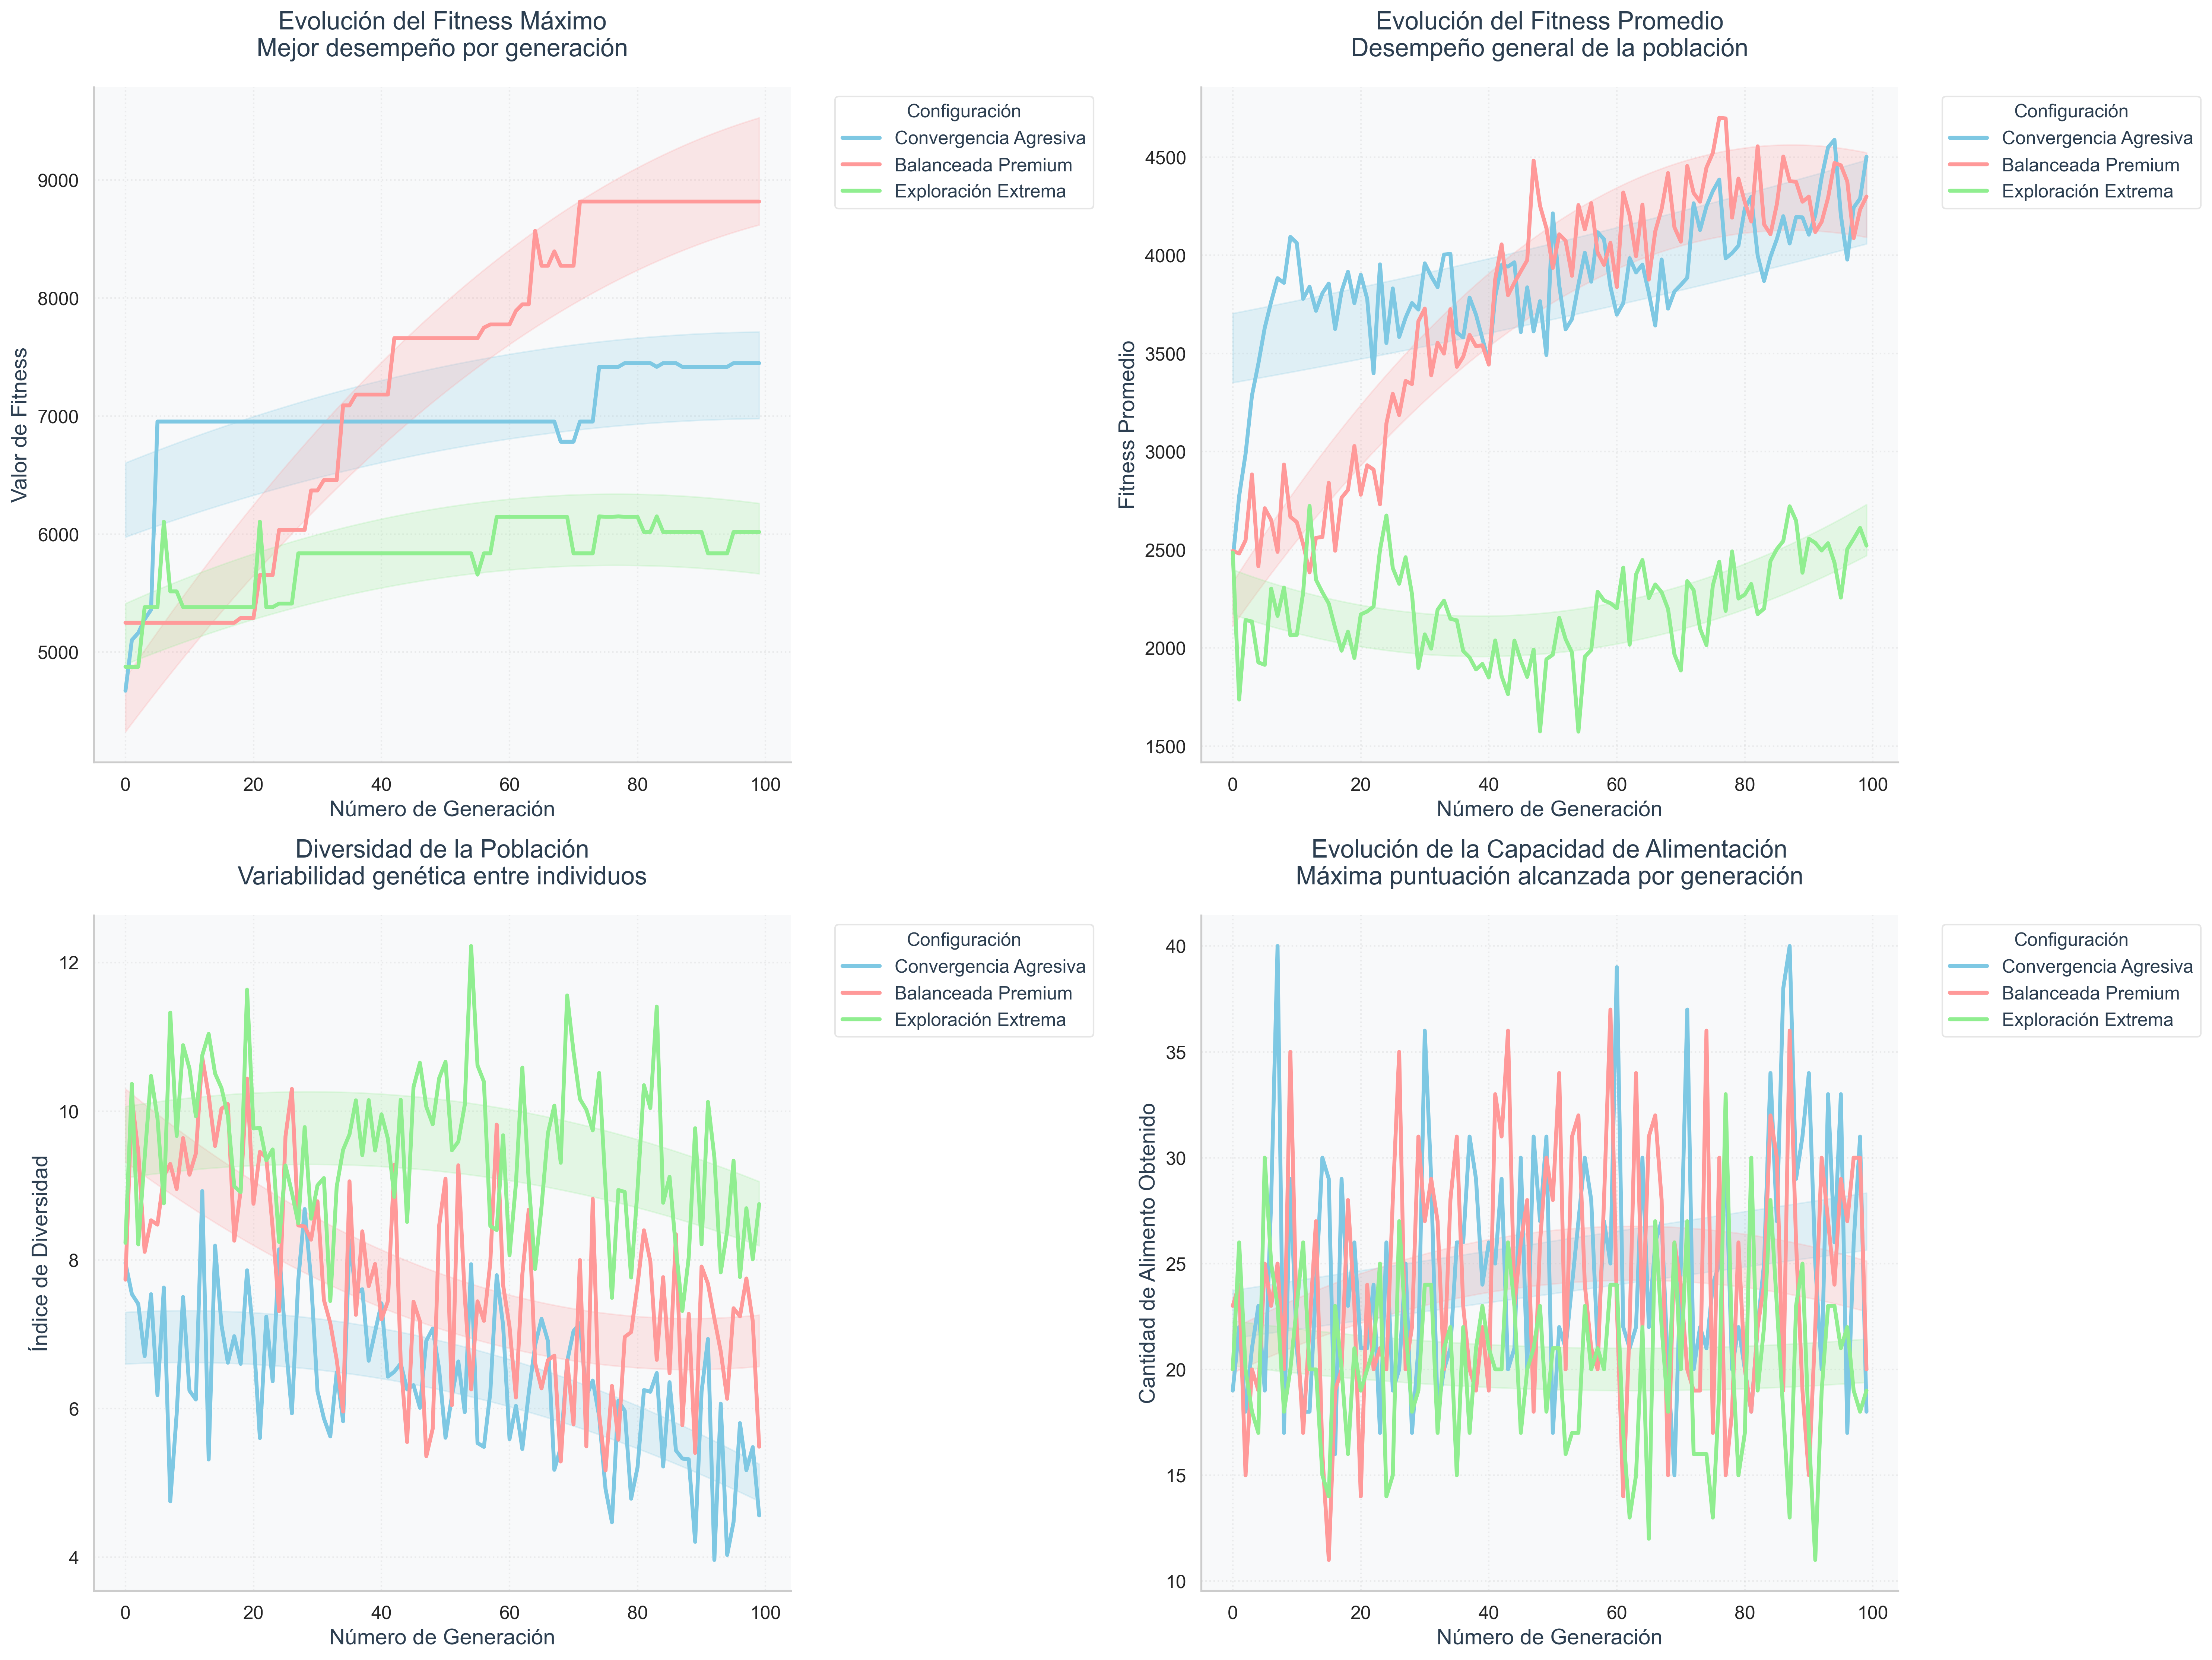 Evolución del Fitness Máximo
Mejor desempeño por generación
Valor de Fitness
9000
8000
7000
6000
5000
0
20
40
60
80
100
Número de Generación
Configuración
Convergencia Agresiva
Balanceada Premium
Exploración Extrema
Evolución del Fitness Promedio
Desempeño general de la población
Fitness Promedio
4500
4000
3500
3000
2500
2000
1500
0
20
40
60
80
100
Número de Generación
Configuración
Convergencia Agresiva
Balanceada Premium
Exploración Extrema
Diversidad de la Población
Variabilidad genética entre individuos
Índice de Diversidad
12
10
8
6
4
0
20
40
60
80
100
Número de Generación
Configuración
Convergencia Agresiva
Balanceada Premium
Exploración Extrema
Evolución de la Capacidad de Alimentación
Máxima puntuación alcanzada por generación
Cantidad de Alimento Obtenido
40
35
30
25
20
15
10
0
20
40
60
80
100
Número de Generación
Configuración
Convergencia Agresiva
Balanceada Premium
Exploración Extrema